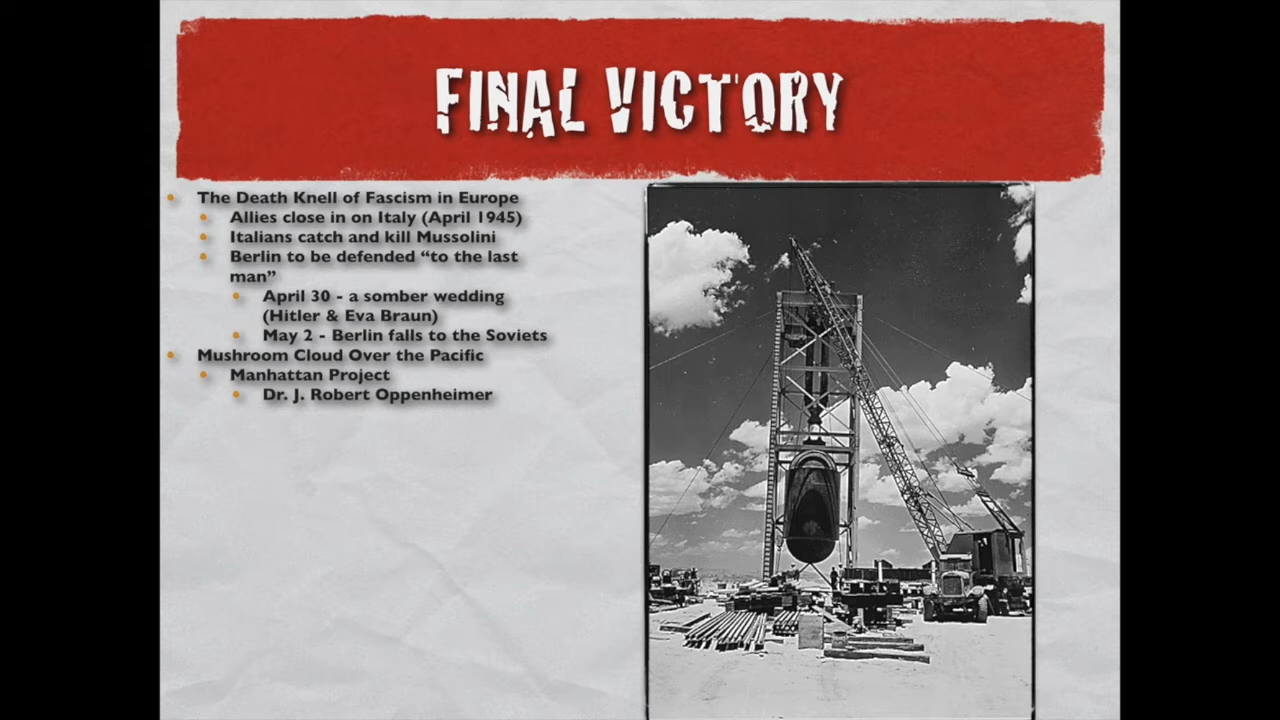 FINAL VICTORY
The Death Knell of Fascism in Europe
Allies close in on Italy (April 1945)
Italians catch and kill Mussolini
Berlin to be defended “to the last
man”
April 30 - a somber wedding
(Hitler & Eva Braun)
May 2 - Berlin falls to the Soviets
Mushroom Cloud Over the Pacific
Manhattan Project
Dr. J. Robert Oppenheimer